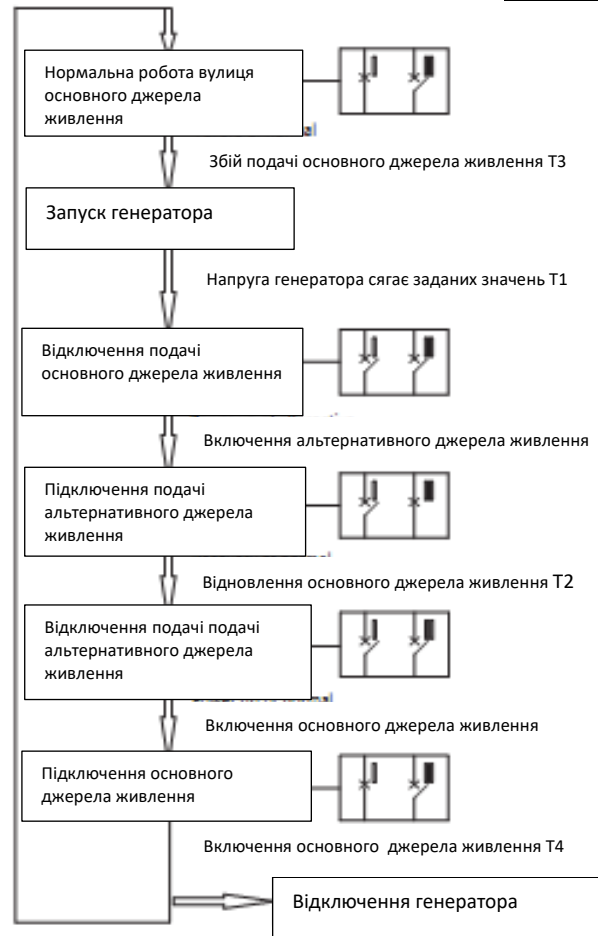 Нормальна робота вулиця
основного джерела
живлення
Збій подачі основного джерела живлення Т3
Запуск генератора
Напруга генератора сягає заданих значень Т1
Відключення подачі
основного джерела живлення
Включення альтернативного джерела живлення
Підключення подачі
альтернативного джерела
живлення
Відновлення основного джерела живлення Т2
Відключення подачі подачі
альтернативного джерела
живлення
Включення основного джерела живлення
Підключення основного
джерела живлення
Включення основного джерела живлення Т4
Відключення генератора